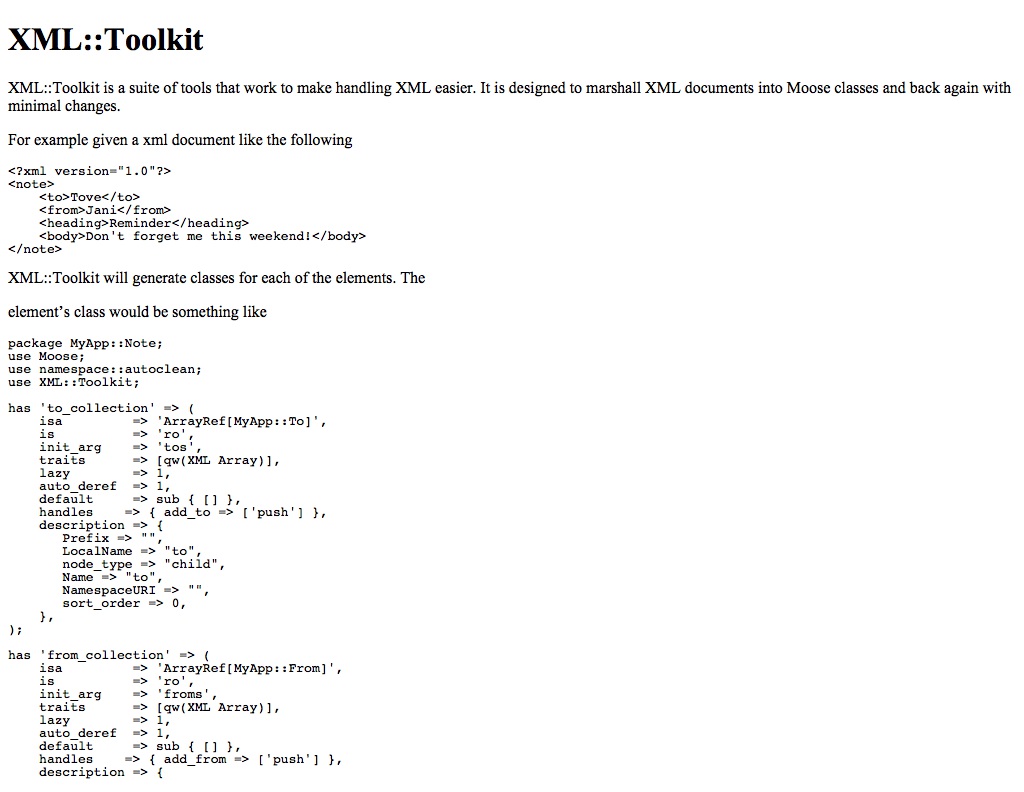 XML::Toolkit
XML::Toolkit is a suite of tools that work to make handling XML easier. It is designed to marshall XML documents into Moose classes and back again with
minimal changes.
For example given a xml document like the following
<?xml version="1.0"?>
<note>
    <to>Tove</to>
    <from>Jani</from>
    <heading>Reminder</heading>
    <body>Don't forget me this weekend!</body>
</note>
XML::Toolkit will generate classes for each of the elements. The
element’s class would be something like
package MyApp::Note;
use Moose;
use namespace::autoclean;
use XML::Toolkit;
has 'to_collection' => (
    isa         => 'ArrayRef[MyApp::To]',
    is          => 'ro',
    init_arg    => 'tos',
    traits      => [qw(XML Array)],
    lazy        => 1,
    auto_deref  => 1,
    default     => sub { [] },
    handles    => { add_to => ['push'] },
    description => {
       Prefix => "",
       LocalName => "to",
       node_type => "child",
       Name => "to",
       NamespaceURI => "",
       sort_order => 0,
    },
);
has 'from_collection' => (
    isa         => 'ArrayRef[MyApp::From]',
    is          => 'ro',
    init_arg    => 'froms',
    traits      => [qw(XML Array)],
    lazy        => 1,
    auto_deref  => 1,
    default     => sub { [] },
    handles    => { add_from => ['push'] },
    description => {